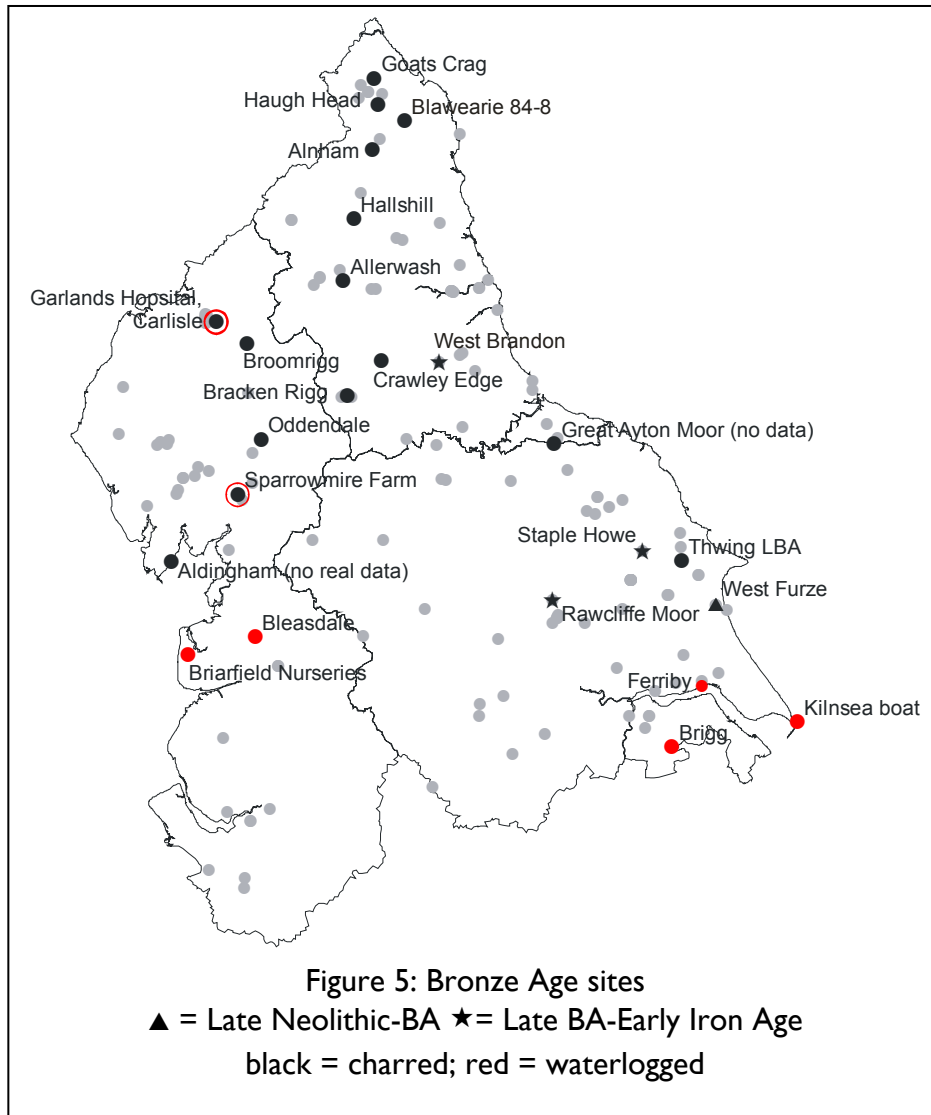 Goats Crag
Haugh Head
Blawearie 84-8
Alnham
Hallshill
Allerwash
Garlands Hopsital,
Carlisle
West Brandon
Broomrigg
Crawley Edge
Bracken Rigg
Oddendale
Great Ayton Moor (no data)
Sparrowmire Farm
Staple Howe
Thwing LBA
Aldingham (no real data)
West Furze
Rawcliffe Moor
Bleasdale
Briarfield Nurseries
Ferriby
Kilnsea boat
Brigg
Figure 5: Bronze Age sites
▲ = Late Neolithic-BA ★= Late BA-Early Iron Age
black = charred; red = waterlogged